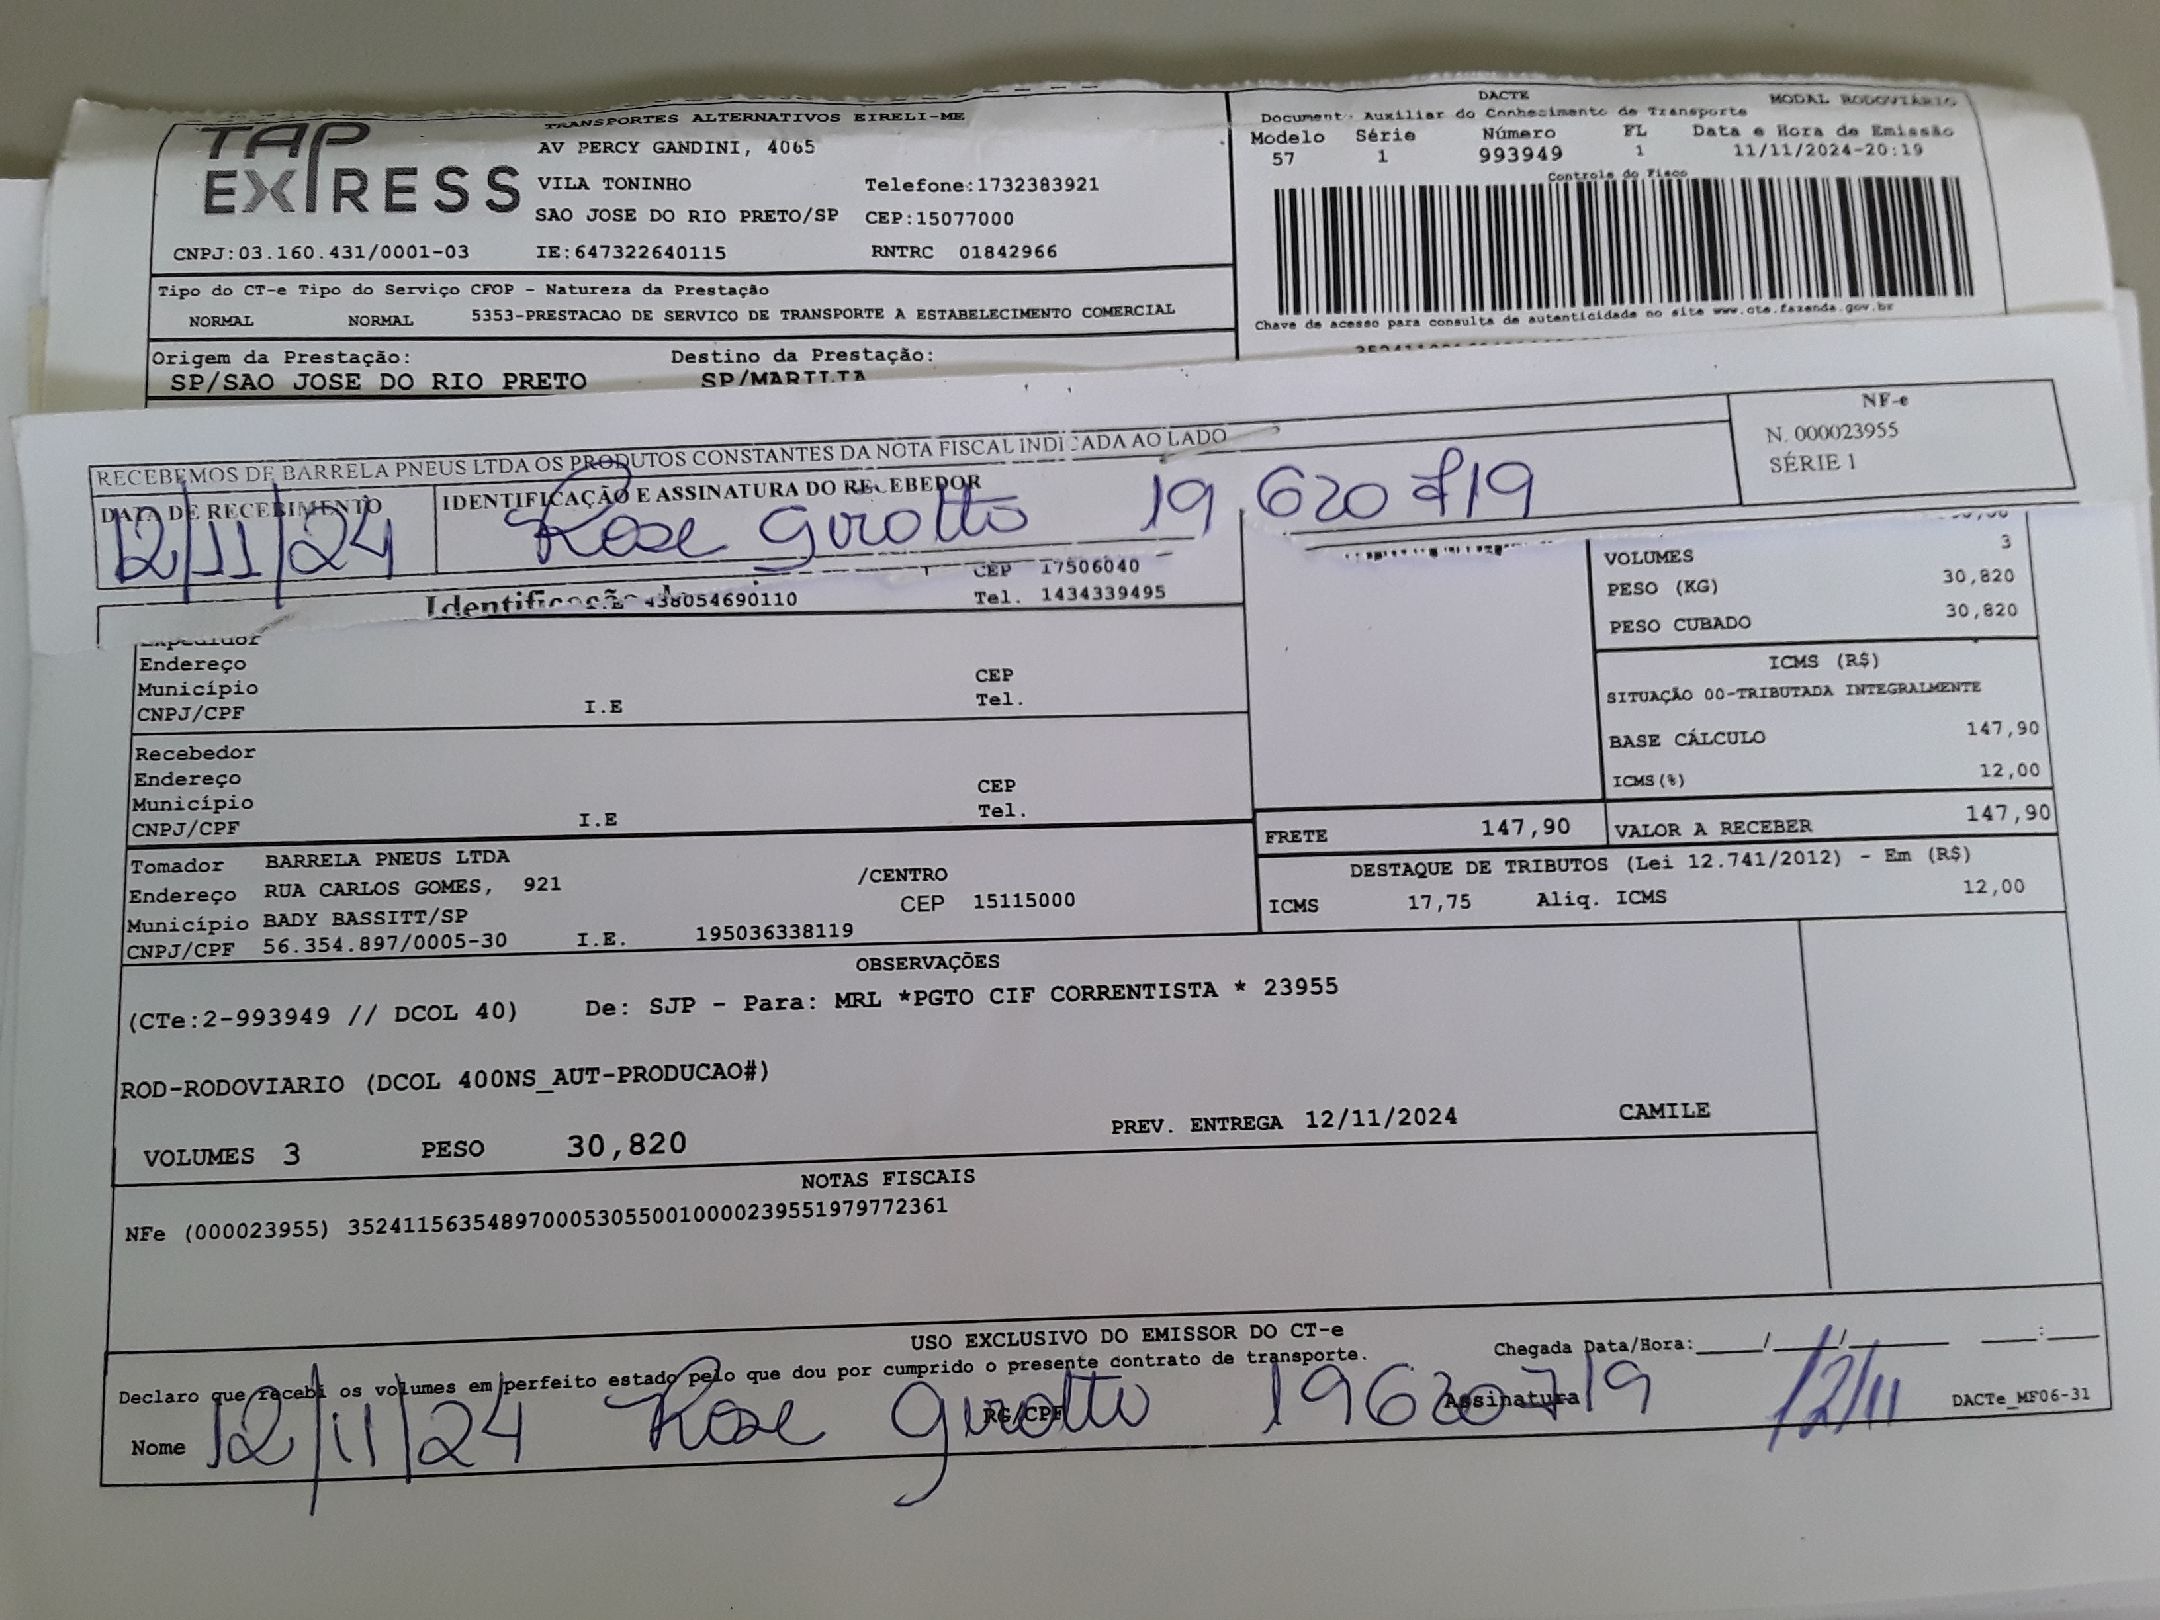 TAP EXPRESS
TRANSPORTES ALTERNATIVOS EIRELI-ME
AV PERCY GANDINI, 4065
VILA TONINHO Telefone:1732383921
SAO JOSE DO RIO PRETO/SP CEP:15077000
CNPJ:03.160.431/0001-03 IE:647322640115 RNTRC 01842966
DACTE MODAL RODOVIÁRIO
Document Auxiliar do Conhecimento de Transporte
Modelo Série Número FL Data e Hora de Emissão
57 1 993949 1 11/11/2024-20:19
Controle do Fisco
Chave de acesso para consulta de autenticidade no site www.cte.fazenda.gov.br
Tipo do CT-e Tipo do Serviço CFOP - Natureza da Prestação
NORMAL NORMAL 5353-PRESTACAO DE SERVICO DE TRANSPORTE A ESTABELECIMENTO COMERCIAL
Origem da Prestação: Destino da Prestação:
SP/SAO JOSE DO RIO PRETO SP/MARILIA
RECEBEMOS DE BARRELA PNEUS LTDA OS PRODUTOS CONSTANTES DA NOTA FISCAL INDICADA AO LADO
NF-e
N. 000023955
SÉRIE 1
DATA DE RECEBIMENTO IDENTIFICAÇÃO E ASSINATURA DO RECEBEDOR
12/11/24 Rose Girotto 19 620 719
CEP 17506040
I.E 438054690110 Tel. 1434339495
Expedidor
Endereço
Município CEP
CNPJ/CPF I.E Tel.
Recebedor
Endereço
Município CEP
CNPJ/CPF I.E Tel.
Tomador BARRELA PNEUS LTDA
Endereço RUA CARLOS GOMES, 921 /CENTRO
Município BADY BASSITT/SP CEP 15115000
CNPJ/CPF 56.354.897/0005-30 I.E. 195036338119
VOLUMES 3
PESO (KG) 30,820
PESO CUBADO 30,820
ICMS (R$)
SITUAÇÃO 00-TRIBUTADA INTEGRALMENTE
BASE CÁLCULO 147,90
ICMS(%) 12,00
FRETE 147,90 VALOR A RECEBER 147,90
DESTAQUE DE TRIBUTOS (Lei 12.741/2012) - Em (R$)
ICMS 17,75 Aliq. ICMS 12,00
OBSERVAÇÕES
(CTe:2-993949 // DCOL 40) De: SJP - Para: MRL *PGTO CIF CORRENTISTA * 23955
ROD-RODOVIARIO (DCOL 400NS_AUT-PRODUCAO#)
VOLUMES 3 PESO 30,820 PREV. ENTREGA 12/11/2024 CAMILE
NOTAS FISCAIS
NFe (000023955) 35241156354897000530550010000239551979772361
USO EXCLUSIVO DO EMISSOR DO CT-e
Declaro que recebi os volumes em perfeito estado pelo que dou por cumprido o presente contrato de transporte. Chegada Data/Hora:____/____/____ ____:____
Nome RG/CPF Assinatura DACTe_MF06-31
12/11/24 Rose Girotto 19620719 12/11